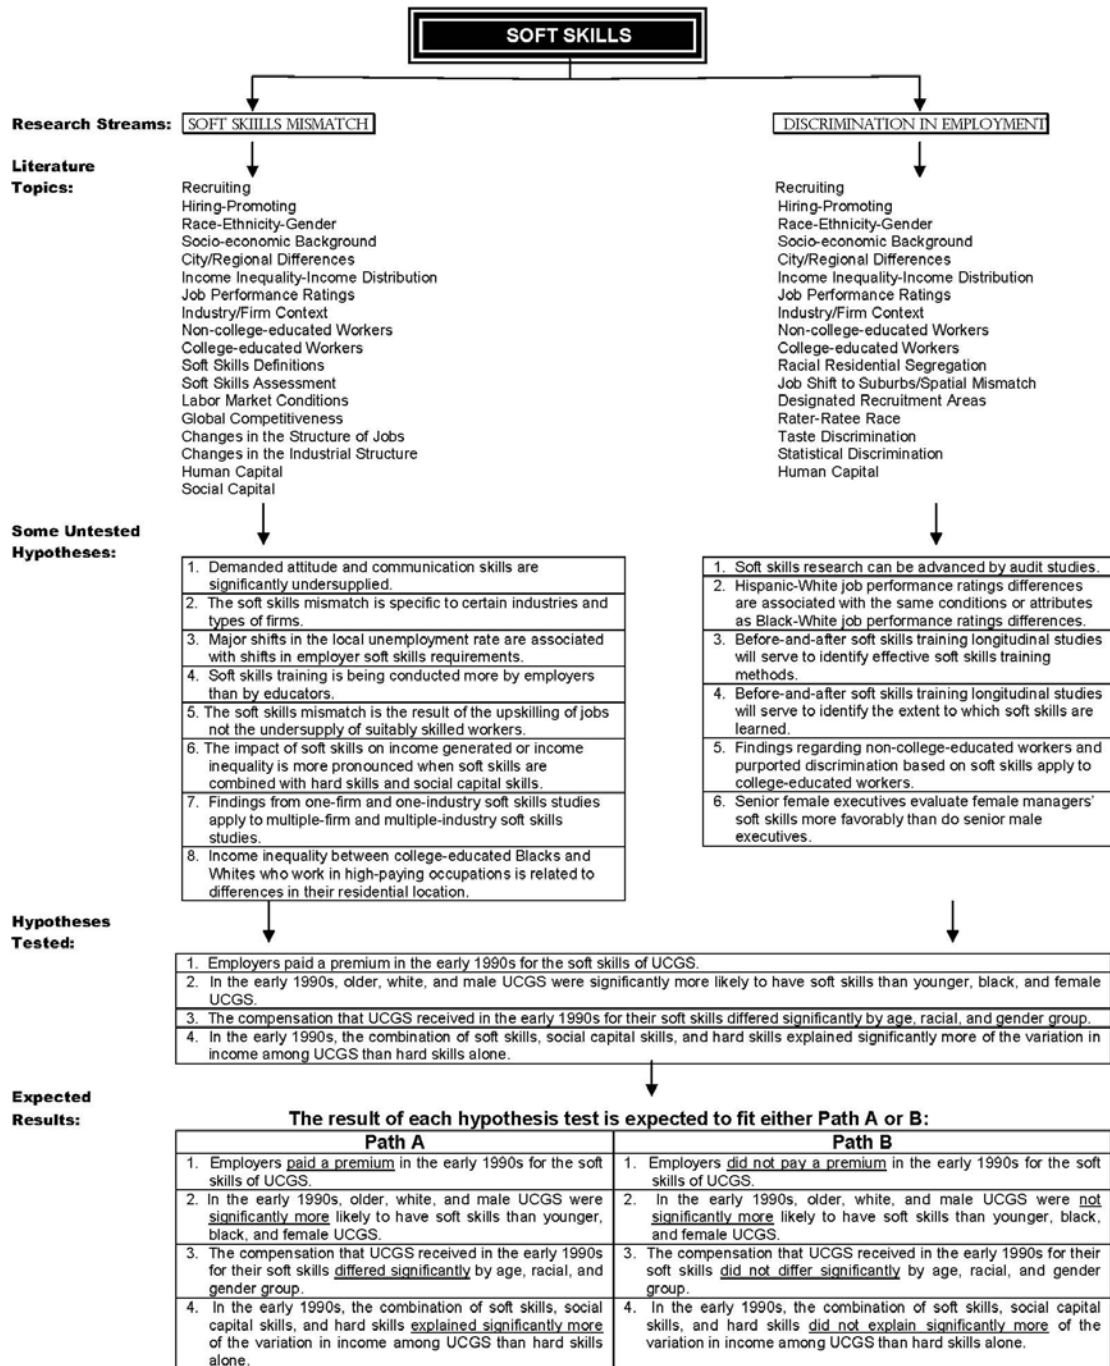 SOFT SKILLS
Research Streams:
SOFT SKIILLS MISMATCH
DISCRIMINATION IN EMPLOYMENT
Literature
Topics:
Recruiting
Hiring-Promoting
Race-Ethnicity-Gender
Socio-economic Background
City/Regional Differences
Income Inequality-Income Distribution
Job Performance Ratings
Industry/Firm Context
Non-college-educated Workers
College-educated Workers
Soft Skills Definitions
Soft Skills Assessment
Labor Market Conditions
Global Competitiveness
Changes in the Structure of Jobs
Changes in the Industrial Structure
Human Capital
Social Capital
Recruiting
Hiring-Promoting
Race-Ethnicity-Gender
Socio-economic Background
City/Regional Differences
Income Inequality-Income Distribution
Job Performance Ratings
Industry/Firm Context
Non-college-educated Workers
College-educated Workers
Racial Residential Segregation
Job Shift to Suburbs/Spatial Mismatch
Designated Recruitment Areas
Rater-Ratee Race
Taste Discrimination
Statistical Discrimination
Human Capital
Some Untested
Hypotheses:
1. Demanded attitude and communication skills are
significantly undersupplied.
2. The soft skills mismatch is specific to certain industries and
types of firms.
3. Major shifts in the local unemployment rate are associated
with shifts in employer soft skills requirements.
4. Soft skills training is being conducted more by employers
than by educators.
5. The soft skills mismatch is the result of the upskilling of jobs
not the undersupply of suitably skilled workers.
6. The impact of soft skills on income generated or income
inequality is more pronounced when soft skills are
combined with hard skills and social capital skills.
7. Findings from one-firm and one-industry soft skills studies
apply to multiple-firm and multiple-industry soft skills
studies.
8. Income inequality between college-educated Blacks and
Whites who work in high-paying occupations is related to
differences in their residential location.
1. Soft skills research can be advanced by audit studies.
2. Hispanic-White job performance ratings differences
are associated with the same conditions or attributes
as Black-White job performance ratings differences.
3. Before-and-after soft skills training longitudinal studies
will serve to identify effective soft skills training
methods.
4. Before-and-after soft skills training longitudinal studies
will serve to identify the extent to which soft skills are
learned.
5. Findings regarding non-college-educated workers and
purported discrimination based on soft skills apply to
college-educated workers.
6. Senior female executives evaluate female managers'
soft skills more favorably than do senior male
executives.
Hypotheses
Tested:
1. Employers paid a premium in the early 1990s for the soft skills of UCGS.
2. In the early 1990s, older, white, and male UCGS were significantly more likely to have soft skills than younger, black, and female
UCGS.
3. The compensation that UCGS received in the early 1990s for their soft skills differed significantly by age, racial, and gender group.
4. In the early 1990s, the combination of soft skills, social capital skills, and hard skills explained significantly more of the variation in
income among UCGS than hard skills alone.
Expected
Results:
The result of each hypothesis test is expected to fit either Path A or B:
Path A
1. Employers paid a premium in the early 1990s for the soft
skills of UCGS.
2. In the early 1990s, older, white, and male UCGS were
significantly more likely to have soft skills than younger,
black, and female UCGS.
3. The compensation that UCGS received in the early 1990s
for their soft skills differed significantly by age, racial, and
gender group.
4. In the early 1990s, the combination of soft skills, social
capital skills, and hard skills explained significantly more
of the variation in income among UCGS than hard skills
alone.
Path B
1. Employers did not pay a premium in the early 1990s for the
soft skills of UCGS.
2. In the early 1990s, older, white, and male UCGS were not
significantly more likely to have soft skills than younger, black,
and female UCGS.
3. The compensation that UCGS received in the early 1990s for their
soft skills did not differ significantly by age, racial, and gender
group.
4. In the early 1990s, the combination of soft skills, social capital
skills, and hard skills did not explain significantly more of the
variation in income among UCGS than hard skills alone.